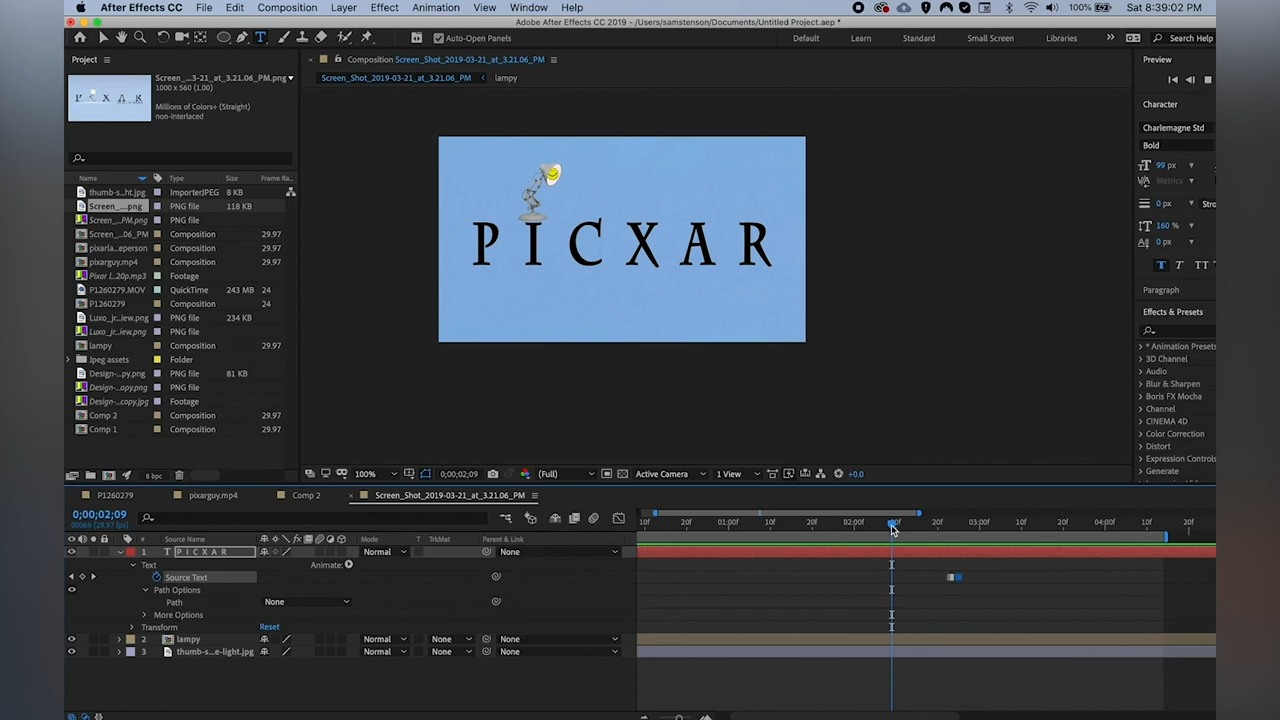 After Effects CC File Edit Composition Layer Effect Animation View Window Help 100% Sat 8:39:02 PM
Adobe After Effects CC 2019 - /Users/samstenson/Documents/Untitled Project.aep *
Auto-Open Panels Default Learn Standard Small Screen Libraries Search Help
Project
Screen_...3-21_at_3.21.06_PM.png
1000 x 560 (1.00)
Millions of Colors+ (Straight)
non-interlaced
Name Type Size Frame Ra..
thumb-s...ht.jpg ImporterJPEG 8 KB
Screen_....png PNG file 118 KB
Screen_...PM.png PNG file
Screen_...06_PM Composition 29.97
pixarla...eperson Composition 29.97
pixarguy.mp4 Composition 29.97
Pixar l...20p.mp3 Footage
P1260279.MOV QuickTime 243 MB 24
P1260279 Composition 24
Luxo_jr...iew.png PNG file 234 KB
Luxo_jr...iew.png PNG file
lampy Composition 29.97
Jpeg assets Folder
Design-...py.png PNG file 81 KB
Design-...opy.png PNG file
Design-...copy.jpg Footage
Comp 2 Composition 29.97
Comp 1 Composition 29.97
8 bpc
Composition Screen_Shot_2019-03-21_at_3.21.06_PM
Screen_Shot_2019-03-21_at_3.21.06_PM lampy
PICXAR
100% 0;00;02;09 (Full) Active Camera 1 View +0.0
Preview
Character
Charlemagne Std
Bold
99 px
Metrics
0 px Stro
160 %
0 px
T T TT
Paragraph
Effects & Presets
* Animation Presets
3D Channel
Audio
Blur & Sharpen
Boris FX Mocha
Channel
CINEMA 4D
Color Correction
Distort
Expression Controls
Generate
P1260279 pixarguy.mp4 Comp 2 Screen_Shot_2019-03-21_at_3.21.06_PM
0;00;02;09
00069 (29.97 fps)
10f 20f 01:00f 10f 20f 02:00f 20f 03:00f 10f 20f 04:00f 20f
# Source Name Mode T TrkMat Parent & Link
1 T PICXAR Normal None
Text Animate:
Source Text
Path Options
Path None
More Options
Transform Reset
2 lampy Normal None None
3 thumb-s...e-light.jpg Normal None None